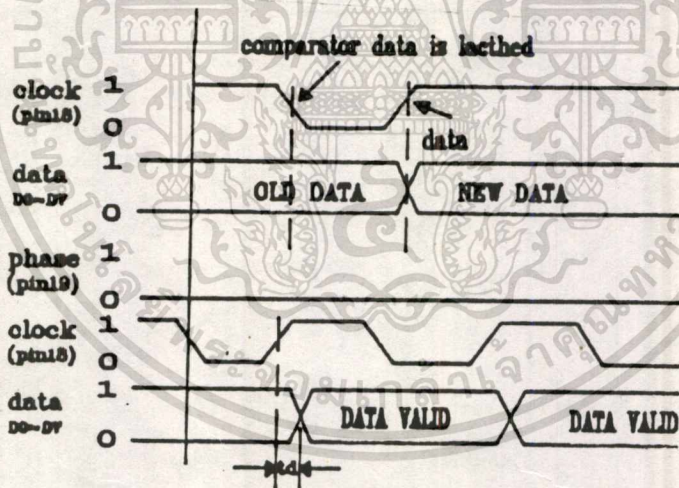 comparator data is lacthed
clock 1
(pin18) 0
data
data 1
D0~D7 0
OLD DATA NEW DATA
phase 1
(pin19) 0
clock 1
(pin18) 0
data 1
D0~D7 0
DATA VALID DATA VALID
td